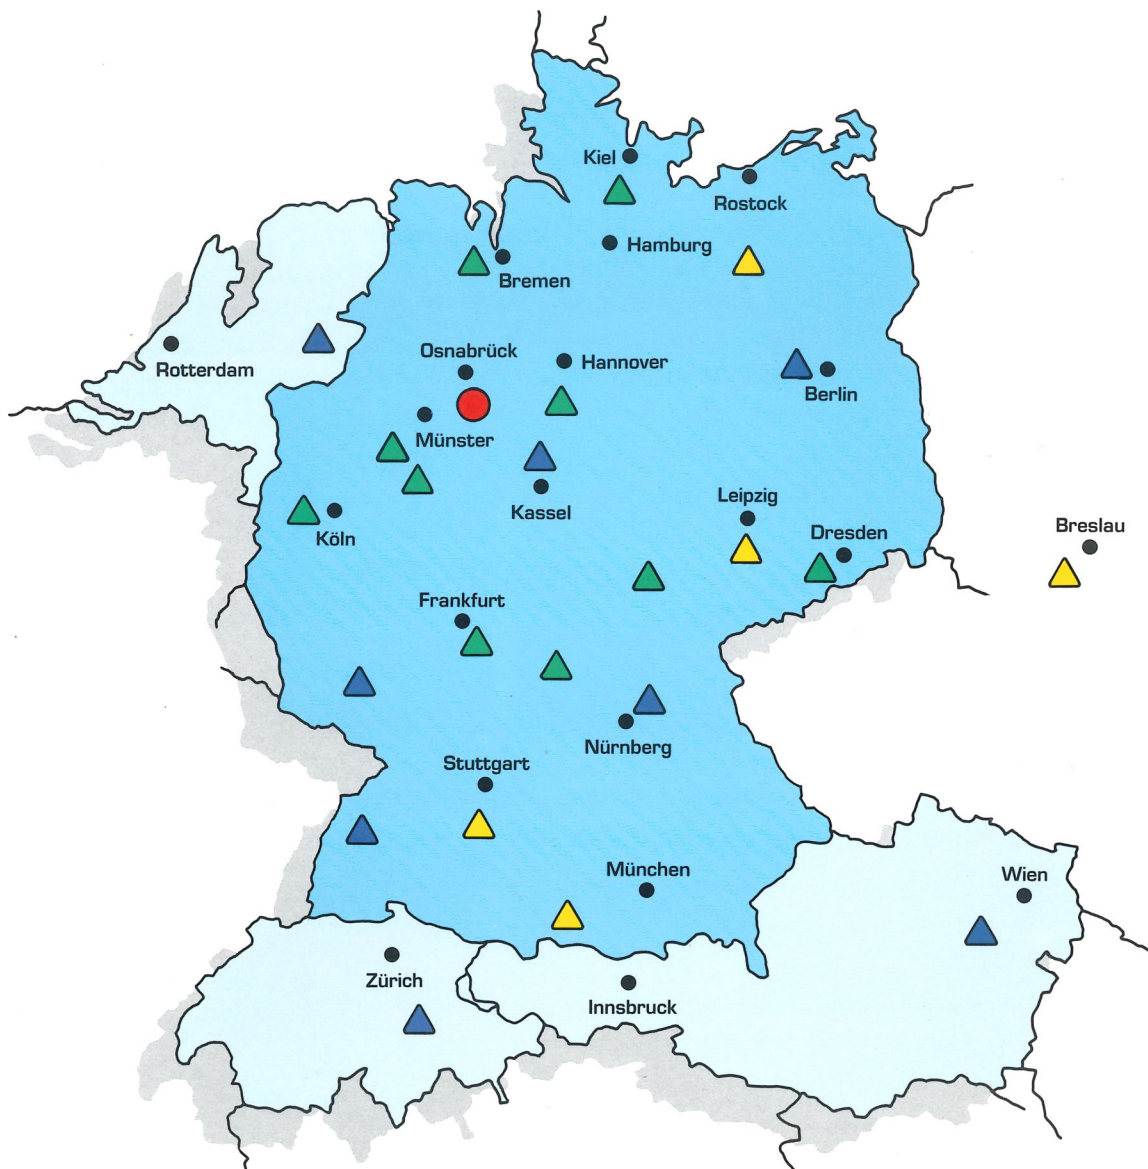 Kiel
Rostock
Hamburg
Bremen
Rotterdam
Osnabrück
Hannover
Berlin
Münster
Leipzig
Kassel
Köln
Dresden
Breslau
Frankfurt
Nürnberg
Stuttgart
München
Wien
Zürich
Innsbruck